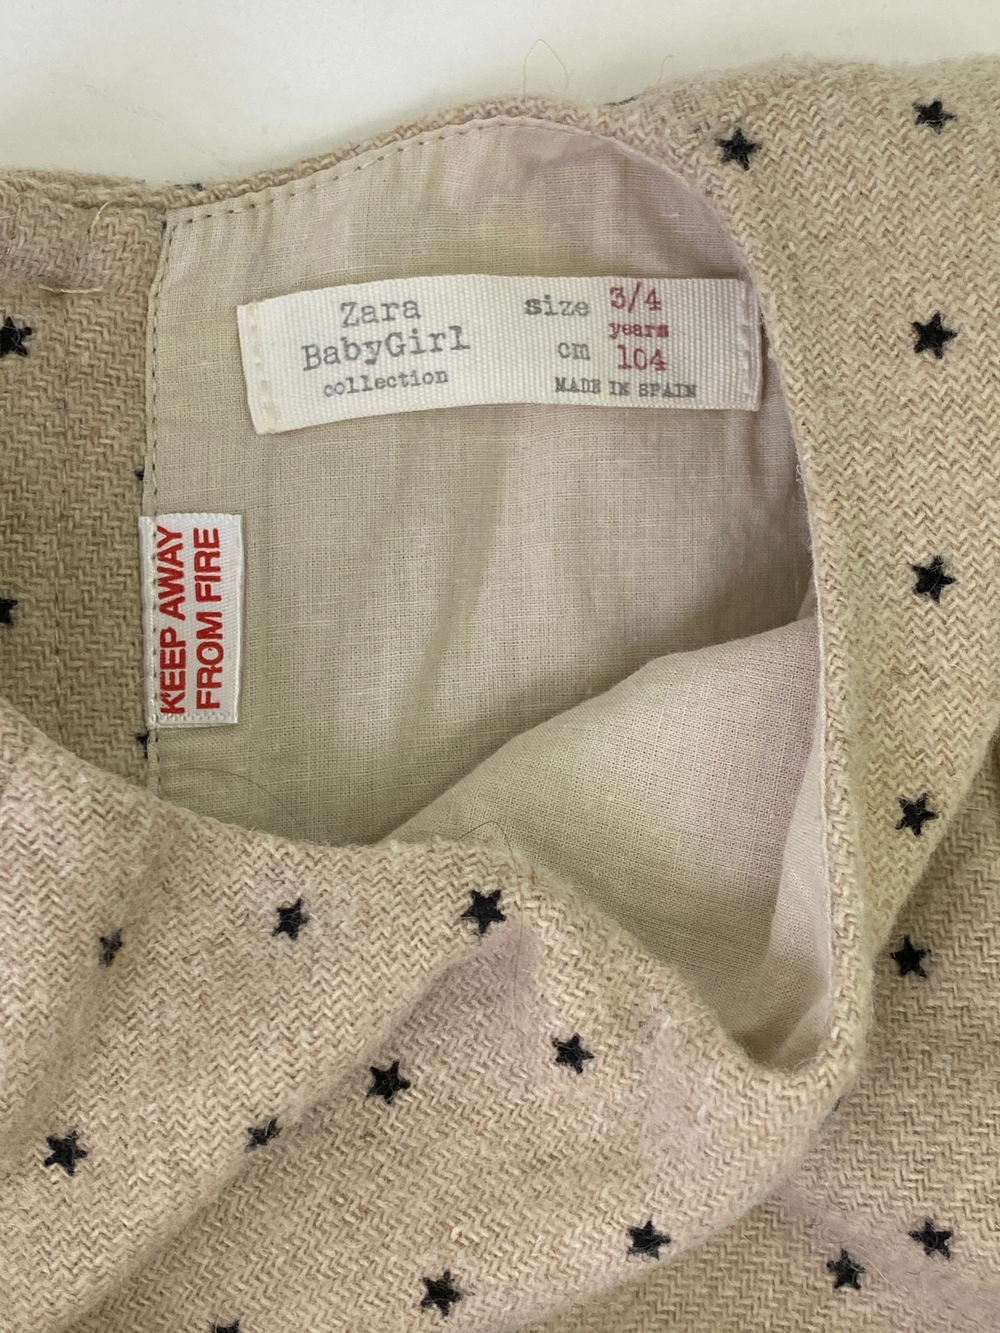 Zara
BabyGirl
collection
size 3/4
years
cm 104
MADE IN SPAIN
KEEP AWAY
FROM FIRE